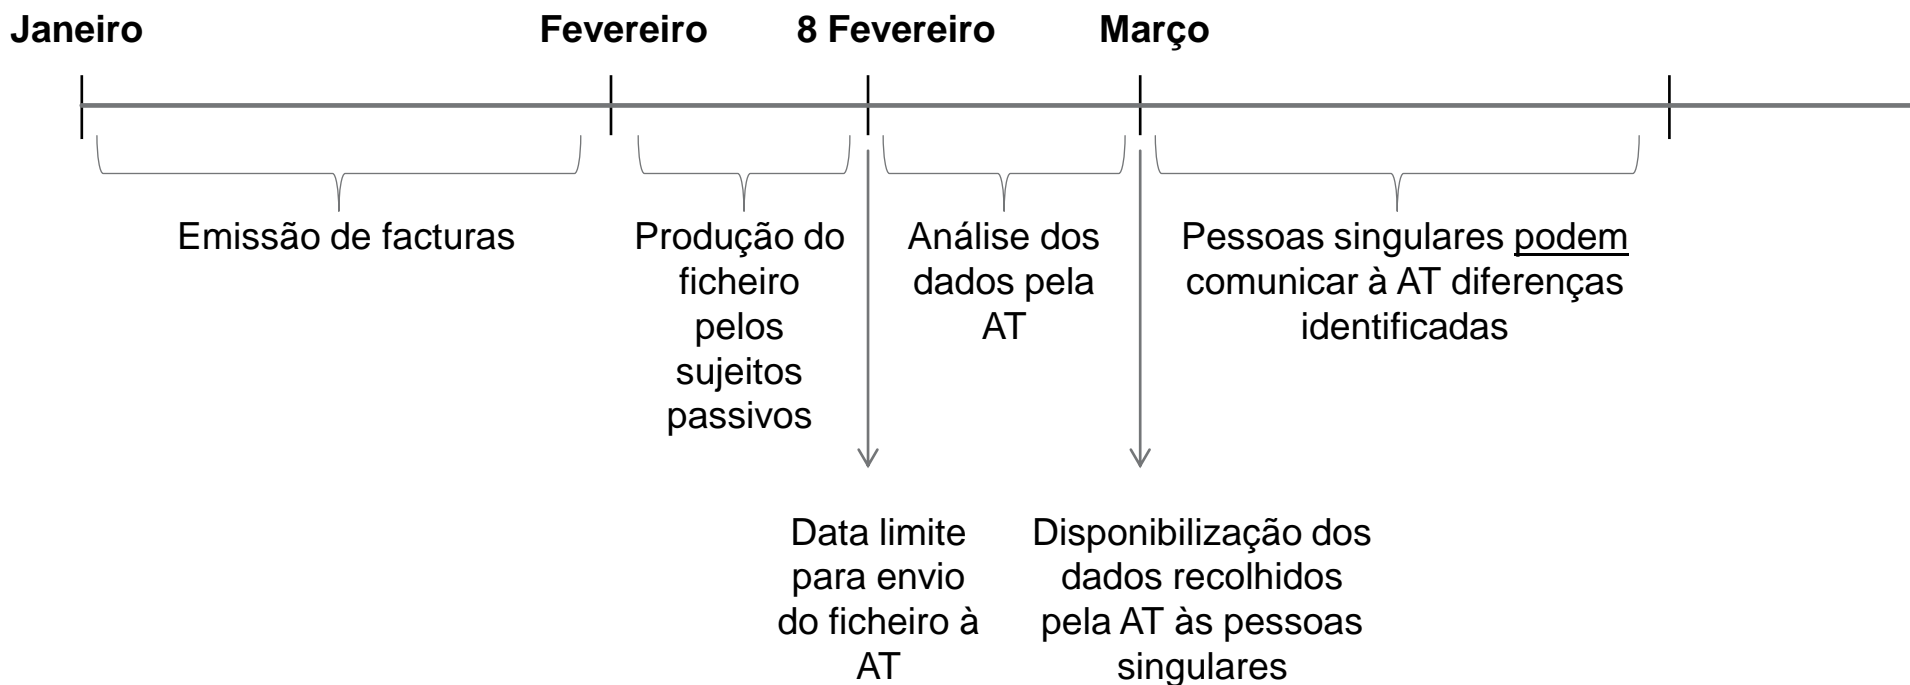 Janeiro
Fevereiro
8 Fevereiro
Março
Emissão de facturas
Produção do
ficheiro
pelos
sujeitos
passivos
Análise dos
dados pela
AT
Pessoas singulares podem
comunicar à AT diferenças
identificadas
Data limite
para envio
do ficheiro à
AT
Disponibilização dos
dados recolhidos
pela AT às pessoas
singulares